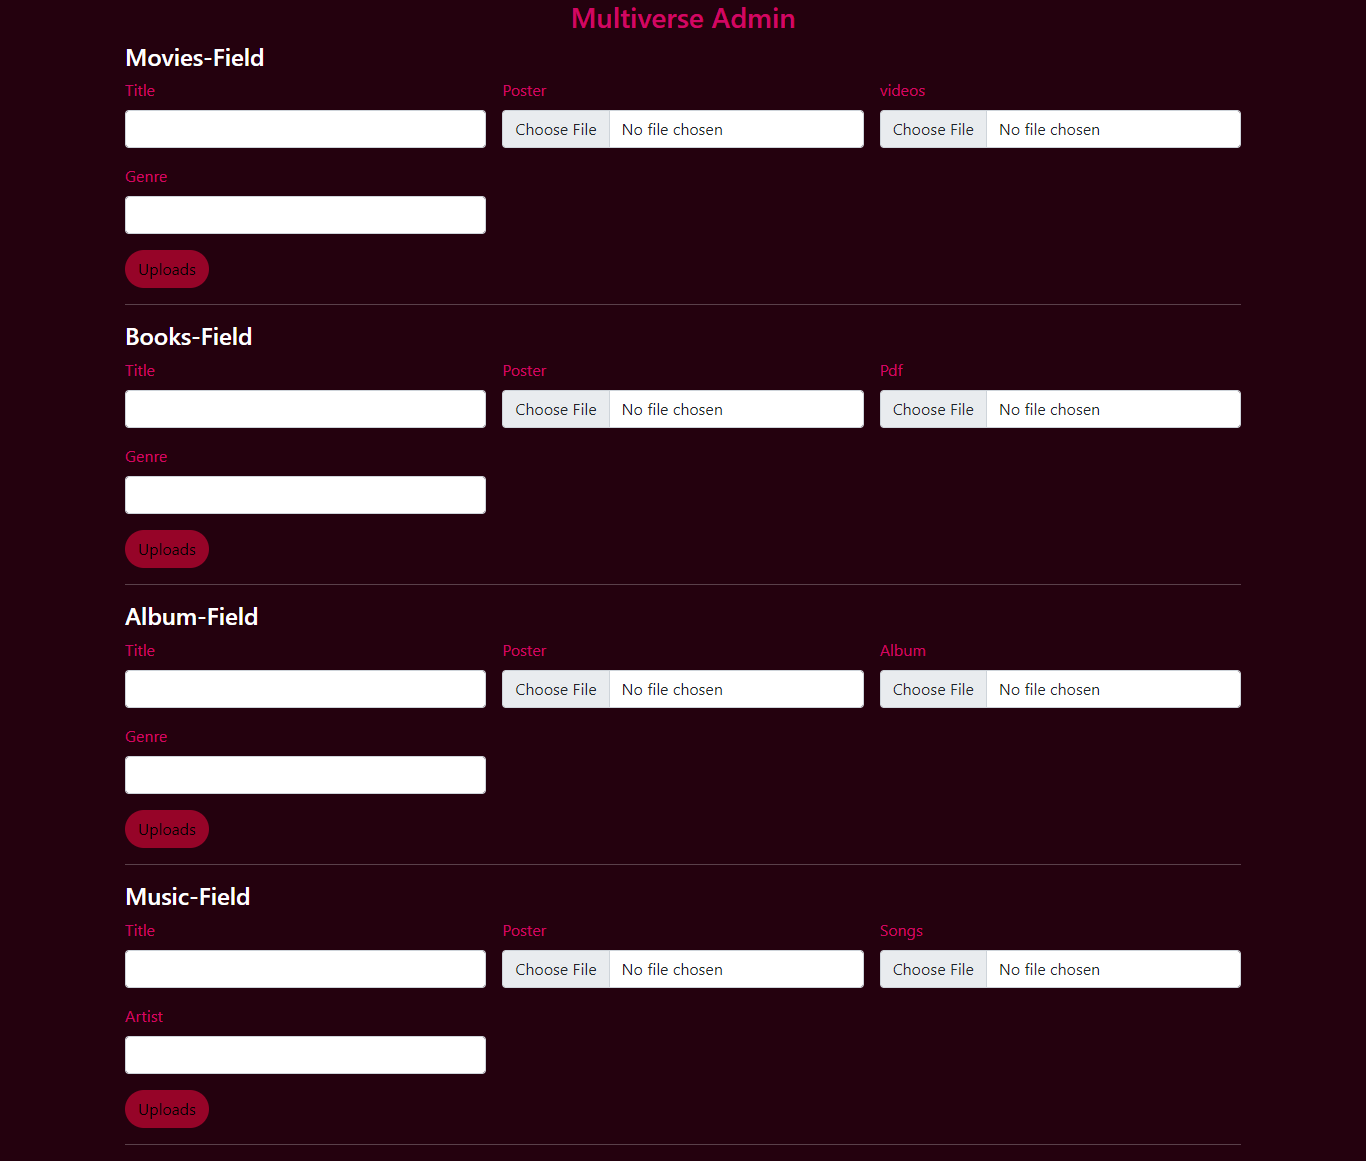 Multiverse Admin
Movies-Field
Title Poster videos
Choose File No file chosen Choose File No file chosen
Genre
Uploads
Books-Field
Title Poster Pdf
Choose File No file chosen Choose File No file chosen
Genre
Uploads
Album-Field
Title Poster Album
Choose File No file chosen Choose File No file chosen
Genre
Uploads
Music-Field
Title Poster Songs
Choose File No file chosen Choose File No file chosen
Artist
Uploads